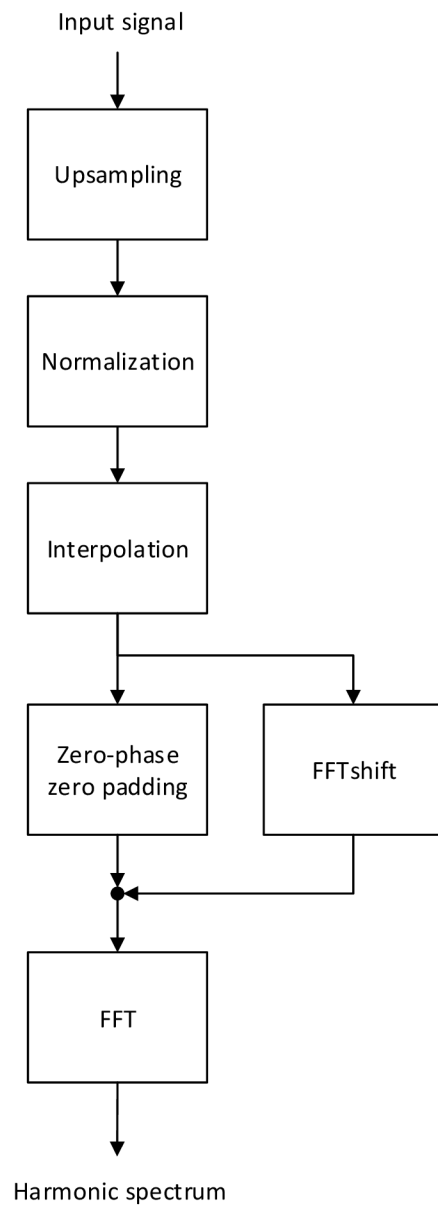 Input signal
Upsampling
Normalization
Interpolation
Zero-phase
zero padding
FFTshift
FFT
Harmonic spectrum